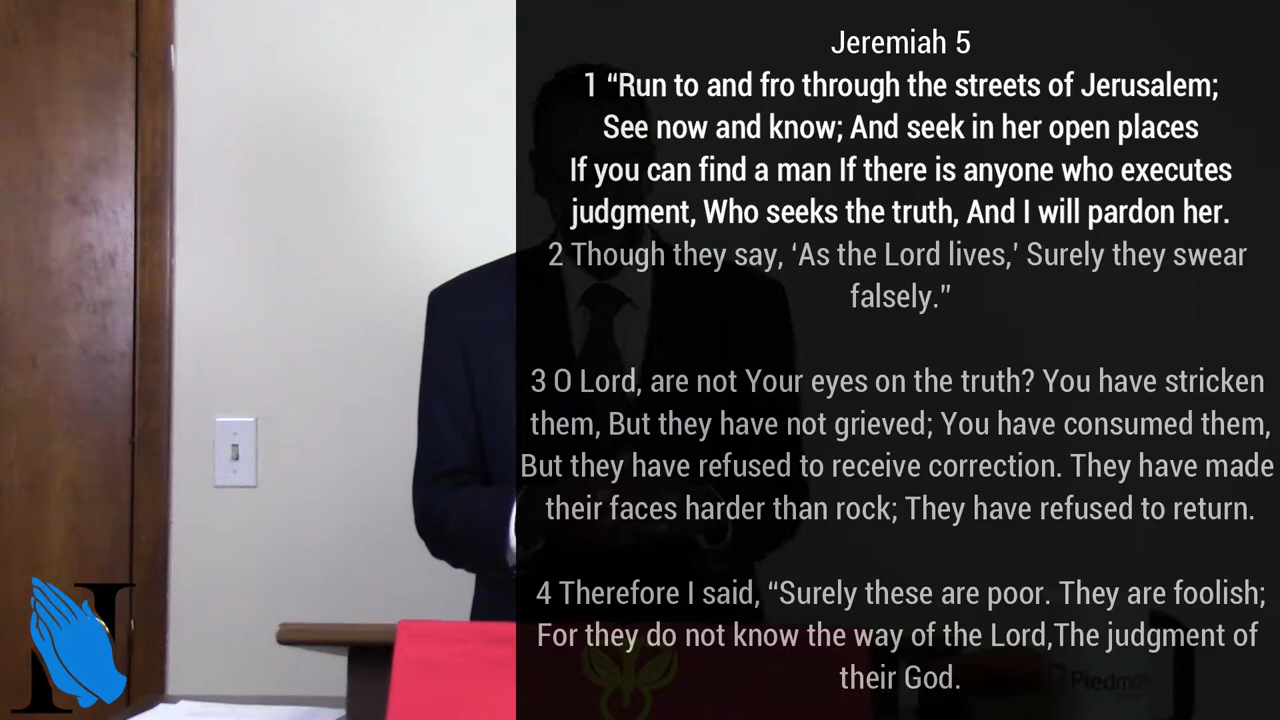 Jeremiah 5
1 “Run to and fro through the streets of Jerusalem;
See now and know; And seek in her open places
If you can find a man If there is anyone who executes
judgment, Who seeks the truth, And I will pardon her.
2 Though they say, ‘As the Lord lives,’ Surely they swear
falsely.”
3 O Lord, are not Your eyes on the truth? You have stricken
them, But they have not grieved; You have consumed them,
But they have refused to receive correction. They have made
their faces harder than rock; They have refused to return.
4 Therefore I said, “Surely these are poor. They are foolish;
For they do not know the way of the Lord,The judgment of
their God.
N